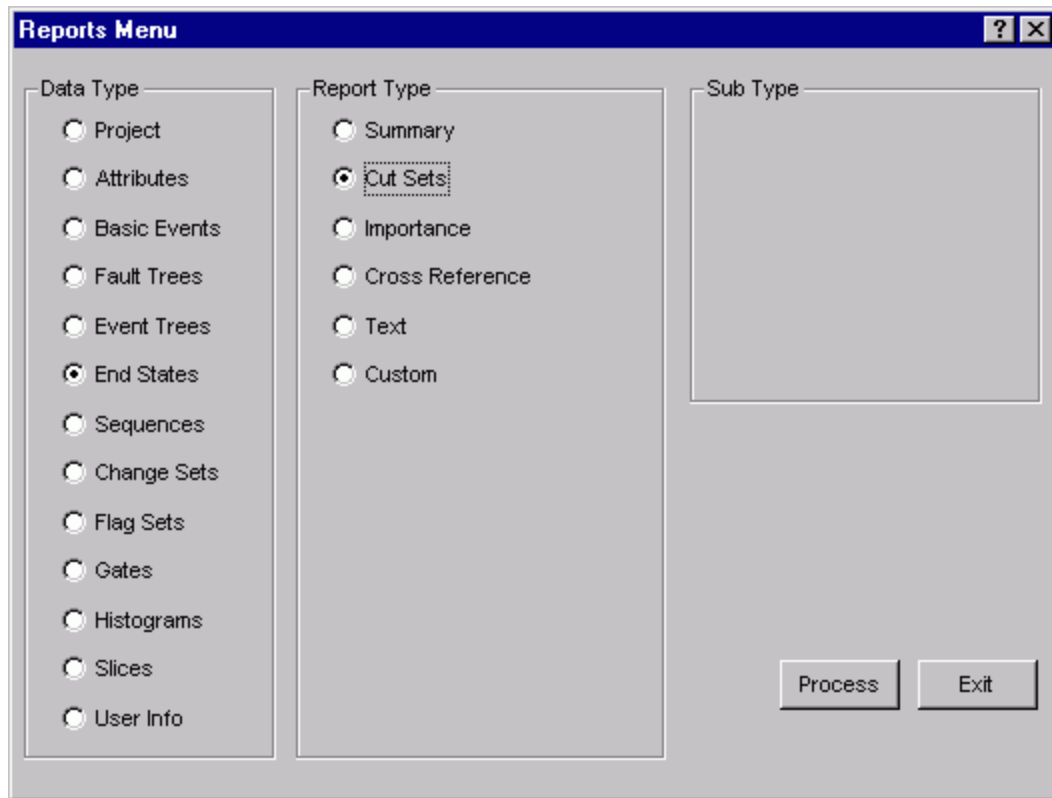 Reports Menu
Data Type
Project
Attributes
Basic Events
Fault Trees
Event Trees
End States
Sequences
Change Sets
Flag Sets
Gates
Histograms
Slices
User Info
Report Type
Summary
Cut Sets
Importance
Cross Reference
Text
Custom
Sub Type
Process
Exit